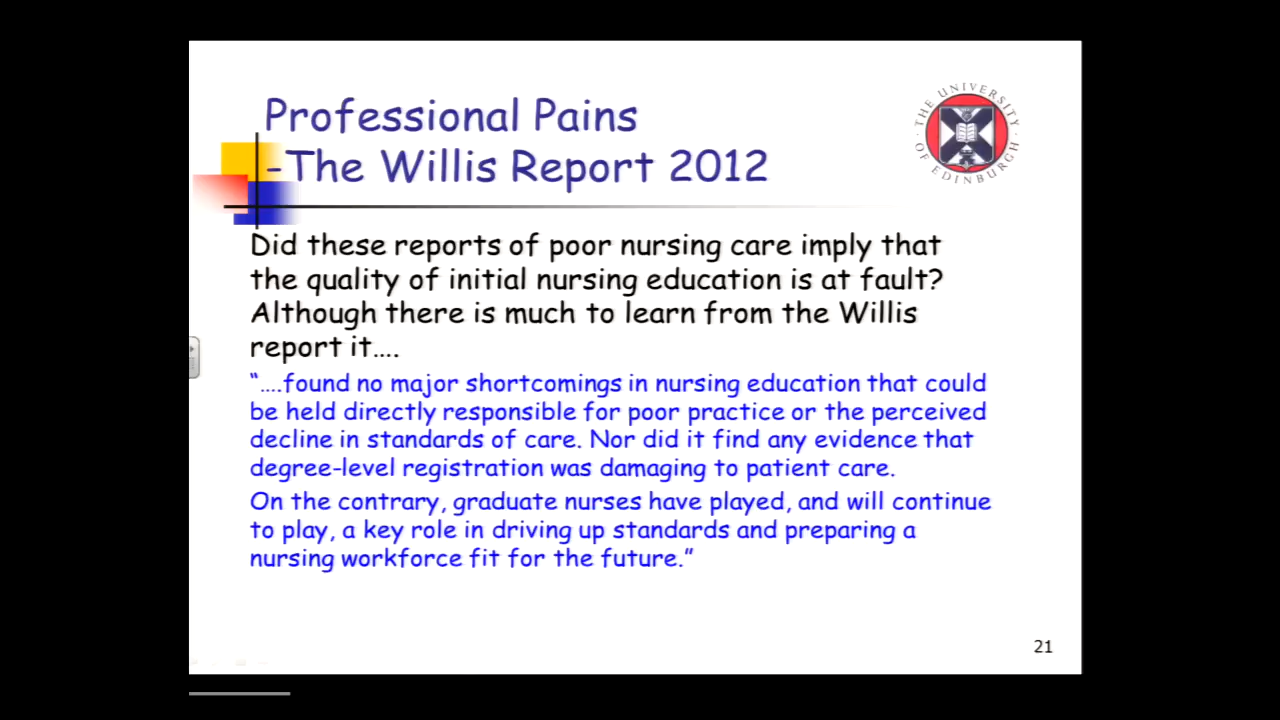 Professional Pains
-The Willis Report 2012
THE UNIVERSITY OF EDINBURGH
Did these reports of poor nursing care imply that
the quality of initial nursing education is at fault?
Although there is much to learn from the Willis
report it....
“....found no major shortcomings in nursing education that could
be held directly responsible for poor practice or the perceived
decline in standards of care. Nor did it find any evidence that
degree-level registration was damaging to patient care.
On the contrary, graduate nurses have played, and will continue
to play, a key role in driving up standards and preparing a
nursing workforce fit for the future.”
21